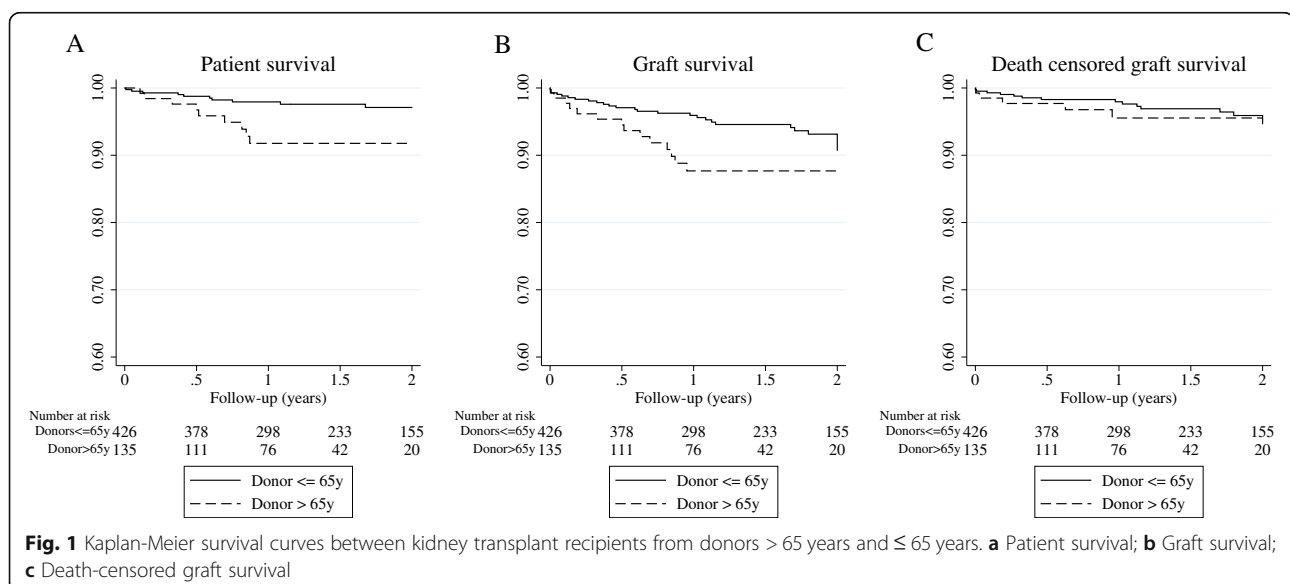 A
Patient survival
1.00
0.90
0.80
0.70
0.60
0 .5 1 1.5 2
Follow-up (years)
Number at risk
Donors<=65y 426 378 298 233 155
Donor>65y 135 111 76 42 20
Donor <= 65y
Donor > 65y
B
Graft survival
1.00
0.90
0.80
0.70
0.60
0 .5 1 1.5 2
Follow-up (years)
Number at risk
Donors<=65y 426 378 298 233 155
Donor>65y 135 111 76 42 20
Donor <= 65y
Donor > 65y
C
Death censored graft survival
1.00
0.90
0.80
0.70
0.60
0 .5 1 1.5 2
Follow-up (years)
Number at risk
Donors<=65y 426 378 298 233 155
Donor>65y 135 111 76 42 20
Donor <= 65y
Donor > 65y
Fig. 1 Kaplan-Meier survival curves between kidney transplant recipients from donors > 65 years and ≤ 65 years. a Patient survival; b Graft survival;
c Death-censored graft survival